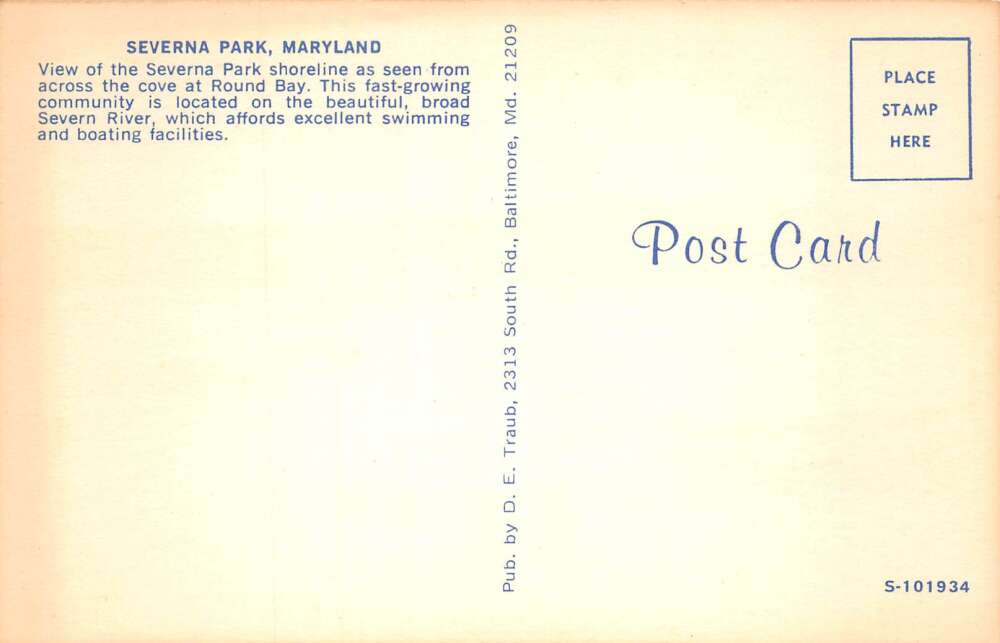 SEVERNA PARK, MARYLAND
View of the Severna Park shoreline as seen from
across the cove at Round Bay. This fast-growing
community is located on the beautiful, broad
Severn River, which affords excellent swimming
and boating facilities.
Pub. by D. E. Traub, 2313 South Rd., Baltimore, Md. 21209
PLACE
STAMP
HERE
Post Card
S-101934